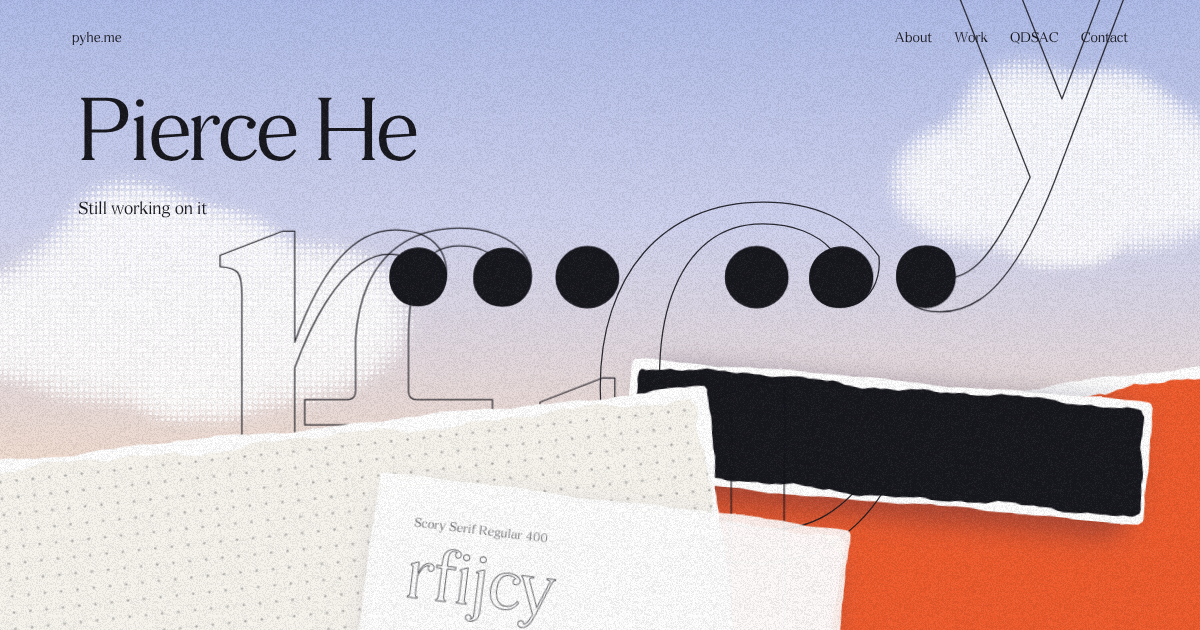 pyhe.me
About Work QDSAC Contact
Pierce He
Still working on it
Scory Serif Regular 400
rfijcy